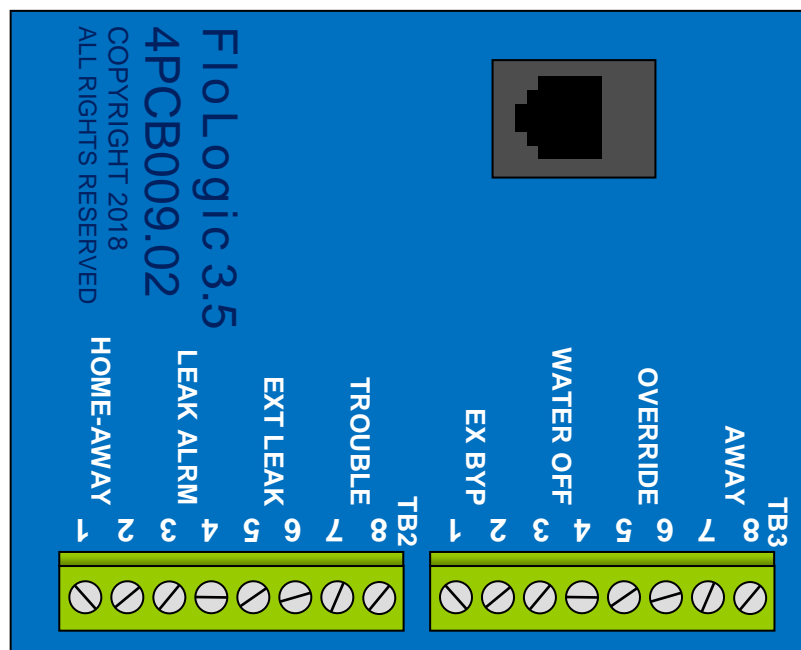 FloLogic 3.5
4PCB009.02
COPYRIGHT 2018
ALL RIGHTS RESERVED
HOME-AWAY
LEAK ALRM
EXT LEAK
TROUBLE
EX BYP
WATER OFF
OVERRIDE
AWAY
1 2 3 4 5 6 7 8 TB2
1 2 3 4 5 6 7 8 TB3